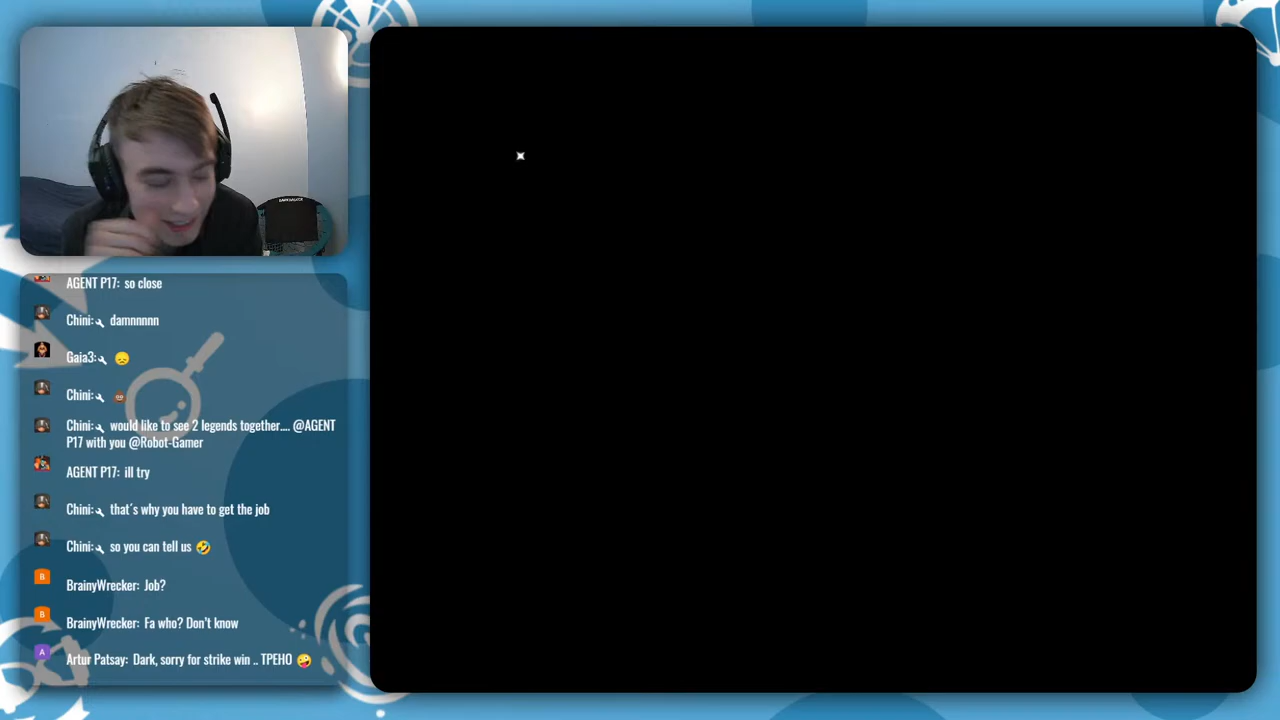 AGENT P17: so close
Chini: damnnnnn
Gaia3: 😞
Chini: 💩
Chini: would like to see 2 legends together.... @AGENT
P17 with you @Robot-Gamer
AGENT P17: ill try
Chini: that´s why you have to get the job
Chini: so you can tell us 🤣
B
BrainyWrecker: Job?
B
BrainyWrecker: Fa who? Don't know
A
Artur Patsay: Dark, sorry for strike win .. TPEHO 🤪